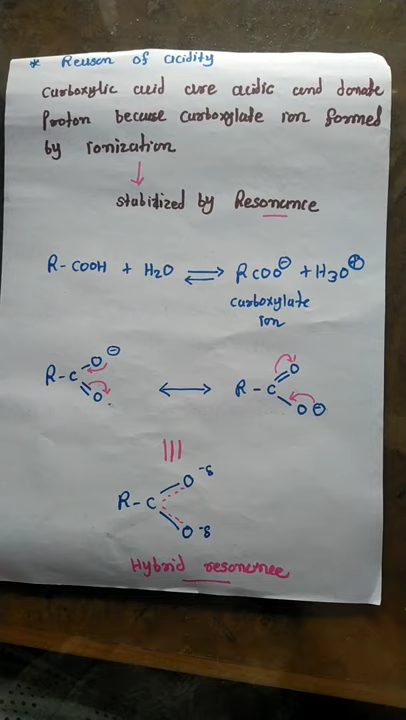 * Reason of acidity
Carboxylic acid are acidic and donate
Proton because carboxylate ion formed
by ionization
↓
stabilized by Resonance
R-COOH + H2O ⇌ RCOO⊖ + H3O⊕
carboxylate
ion
R-C O⊖ O ↔ R-C O O⊖
|||
R-C O -δ O -δ
Hybrid resonance